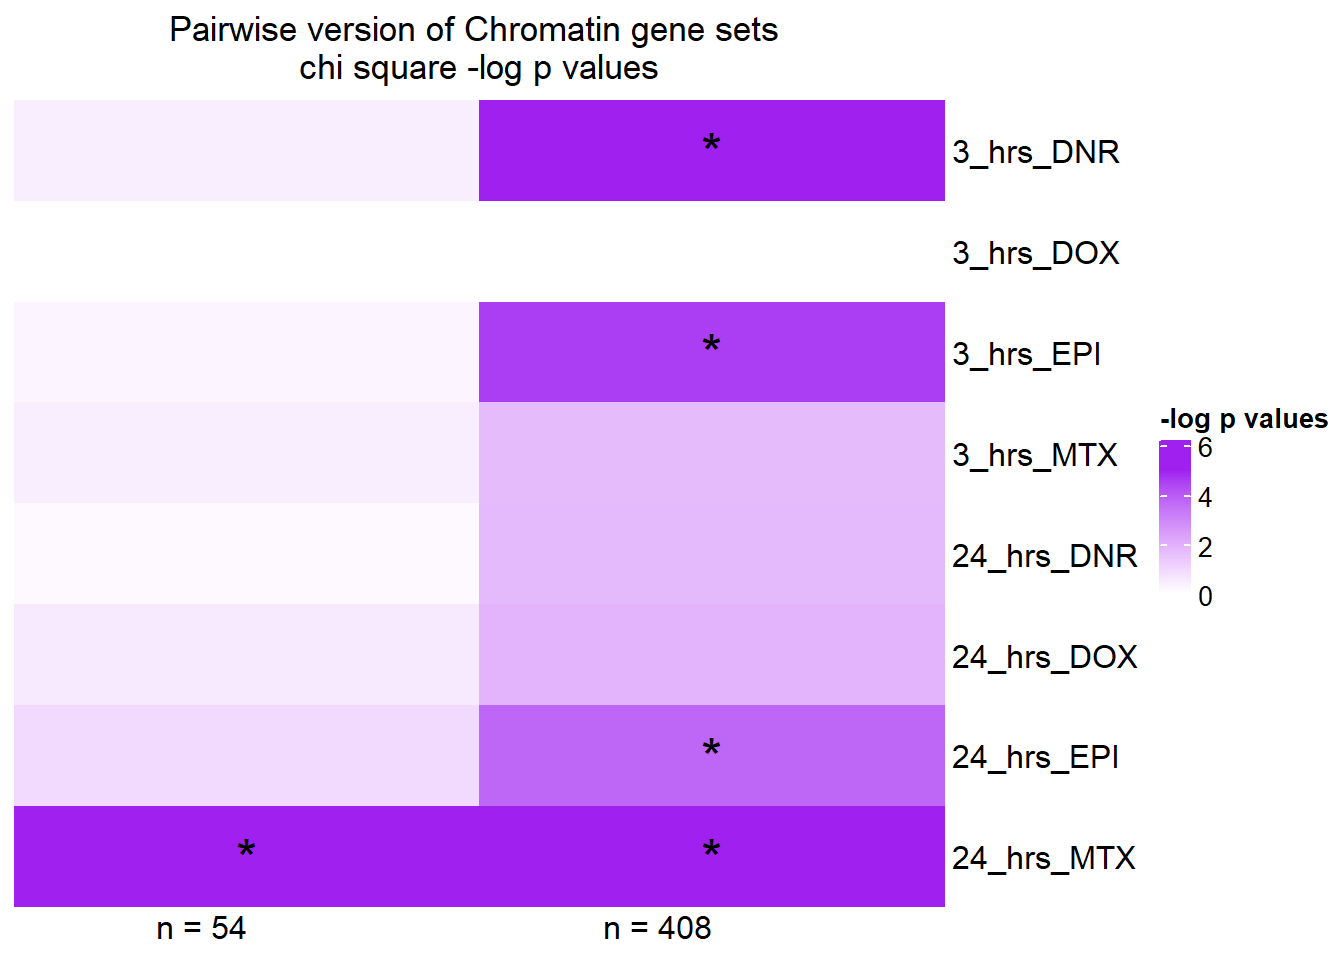 Pairwise version of Chromatin gene sets
chi square -log p values
*
3_hrs_DNR
3_hrs_DOX
*
3_hrs_EPI
3_hrs_MTX
24_hrs_DNR
24_hrs_DOX
*
24_hrs_EPI
* *
24_hrs_MTX
n = 54
n = 408
-log p values
6
4
2
0